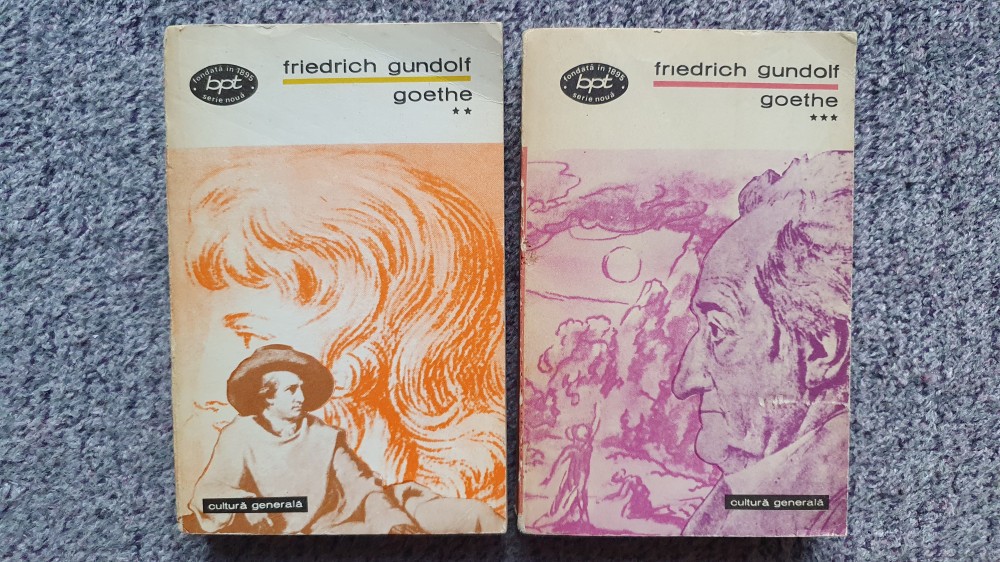 fondată în 1895
bpt
serie nouă
friedrich gundolf
goethe
★★
cultură generală
fondată în 1895
bpt
serie nouă
friedrich gundolf
goethe
★★★
cultură generală